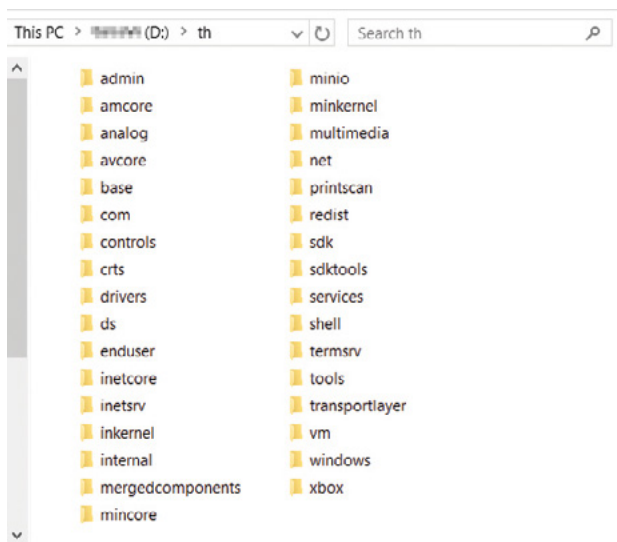 This PC > (D:) > th Search th
admin
amcore
analog
avcore
base
com
controls
crts
drivers
ds
enduser
inetcore
inetsrv
inkernel
internal
mergedcomponents
mincore
minio
minkernel
multimedia
net
printscan
redist
sdk
sdktools
services
shell
termsrv
tools
transportlayer
vm
windows
xbox